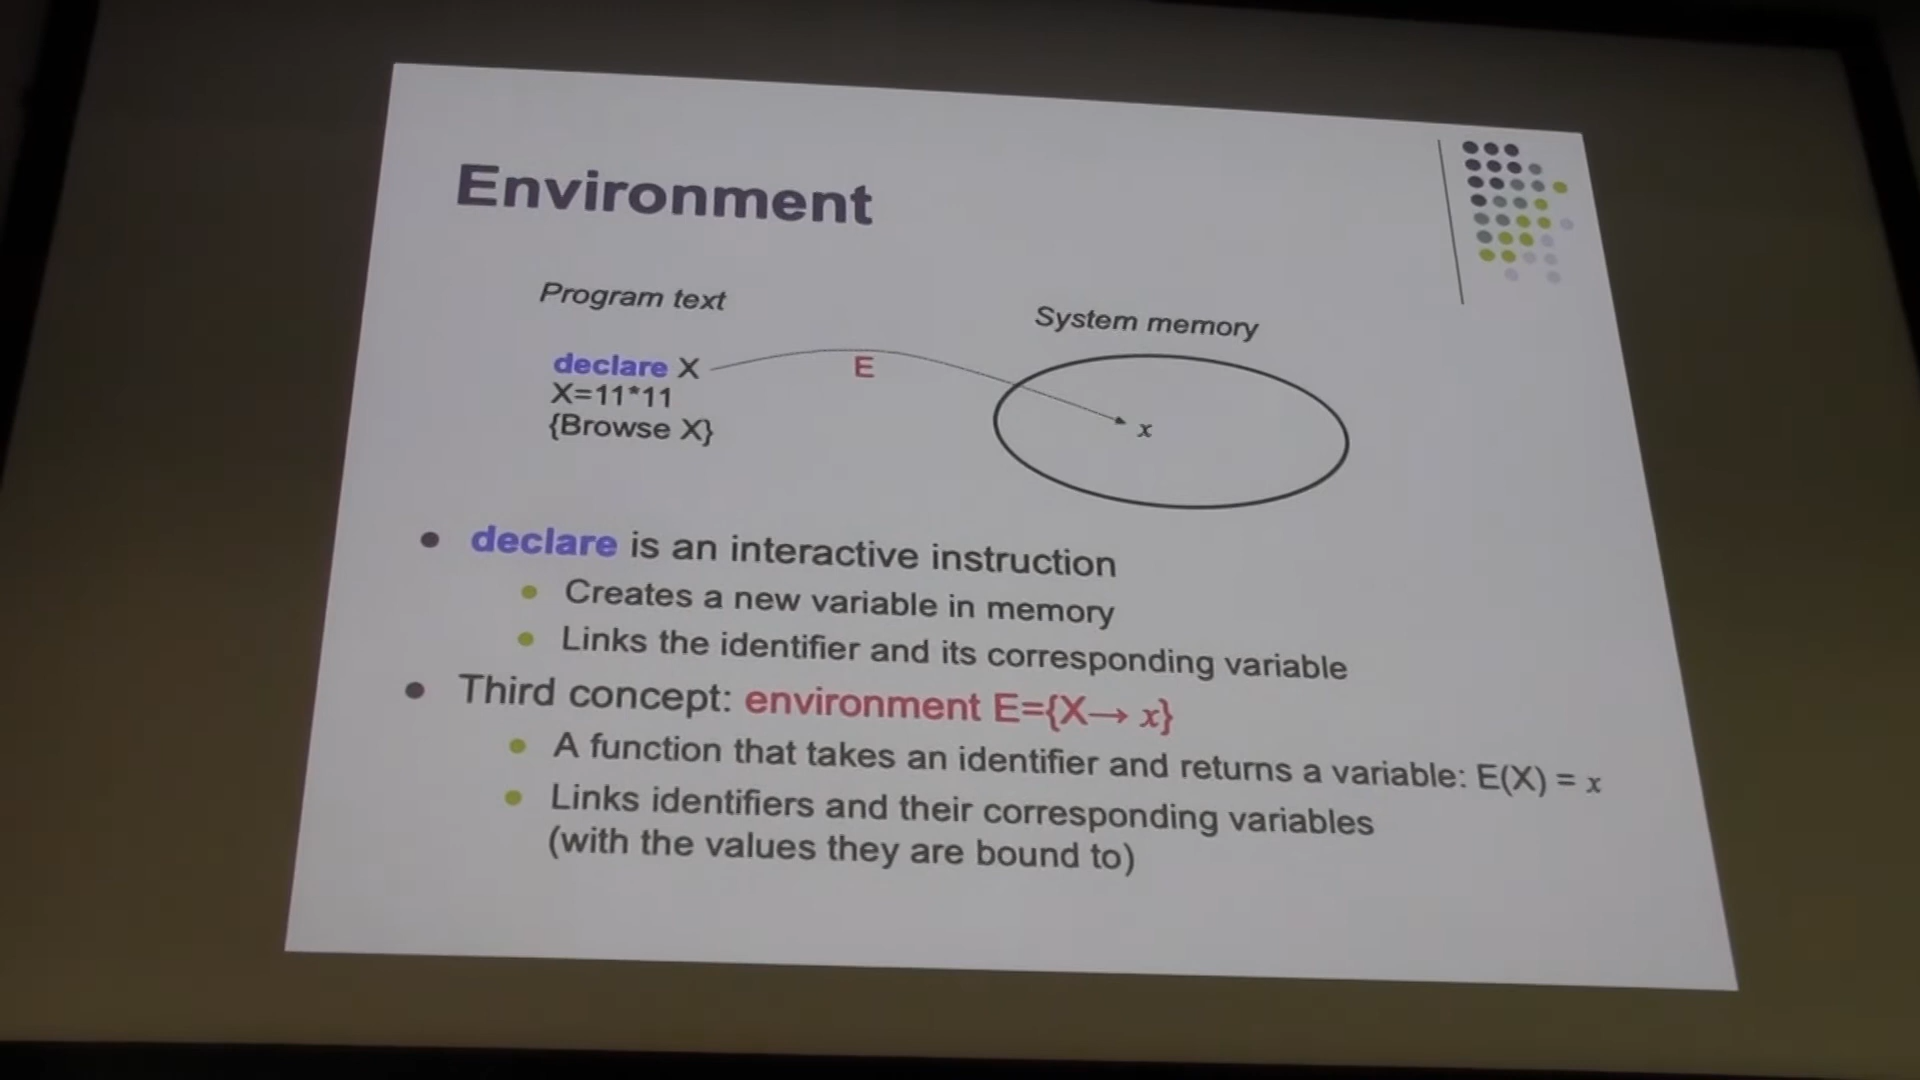 Environment
Program text
System memory
declare X
E
X=11*11
{Browse X}
x
declare is an interactive instruction
Creates a new variable in memory
Links the identifier and its corresponding variable
Third concept: environment E={X→ x}
A function that takes an identifier and returns a variable: E(X) = x
Links identifiers and their corresponding variables
(with the values they are bound to)